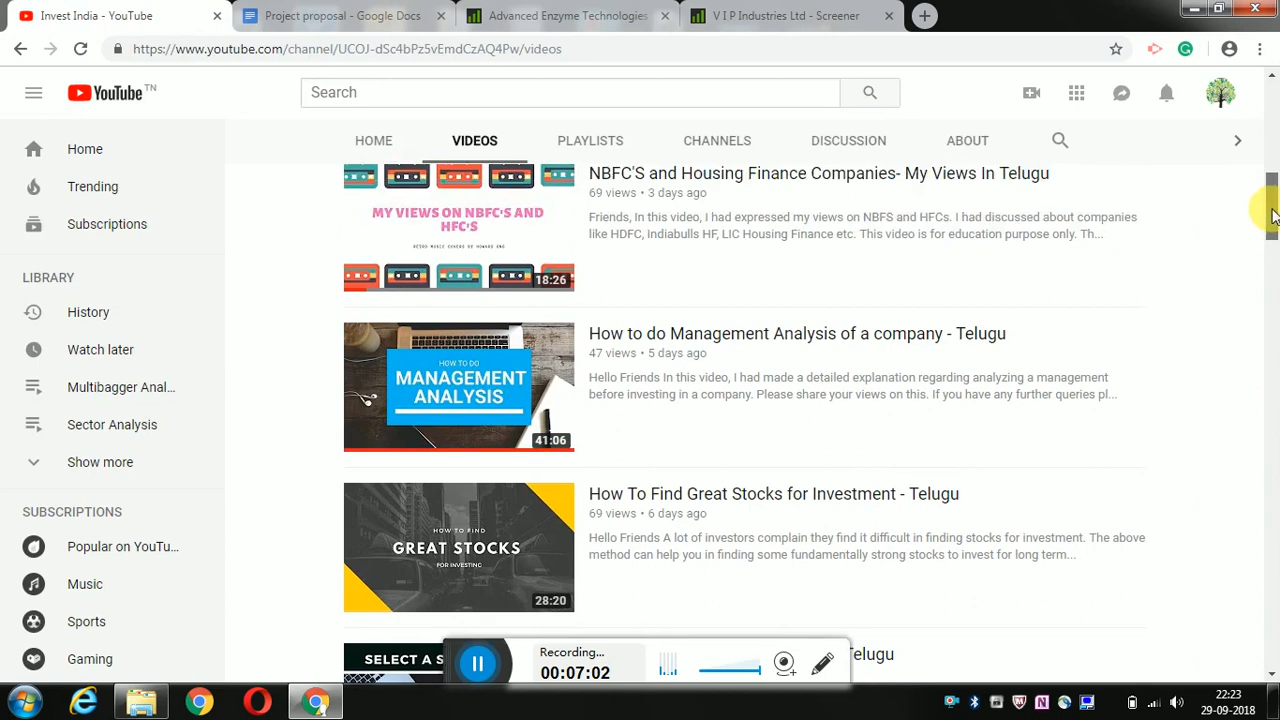 Invest India - YouTube
Project proposal - Google Docs
Advanced Enzyme Technologies
V I P Industries Ltd - Screener
https://www.youtube.com/channel/UCOJ-dSc4bPz5vEmdCzAQ4Pw/videos
YouTube TN
Search
HOME
VIDEOS
PLAYLISTS
CHANNELS
DISCUSSION
ABOUT
Home
Trending
Subscriptions
LIBRARY
History
Watch later
Multibagger Anal...
Sector Analysis
Show more
SUBSCRIPTIONS
Popular on YouTu...
Music
Sports
Gaming
MY VIEWS ON NBFC'S AND
HFC'S
RETRO MUSIC COVERS BY HOWARD ONG
18:26
NBFC'S and Housing Finance Companies- My Views In Telugu
69 views • 3 days ago
Friends, In this video, I had expressed my views on NBFS and HFCs. I had discussed about companies
like HDFC, Indiabulls HF, LIC Housing Finance etc. This video is for education purpose only. Th...
HOW TO DO
MANAGEMENT
ANALYSIS
41:06
How to do Management Analysis of a company - Telugu
47 views • 5 days ago
Hello Friends In this video, I had made a detailed explanation regarding analyzing a management
before investing in a company. Please share your views on this. If you have any further queries pl...
HOW TO FIND
GREAT STOCKS
FOR INVESTING
28:20
How To Find Great Stocks for Investment - Telugu
69 views • 6 days ago
Hello Friends A lot of investors complain they find it difficult in finding stocks for investment. The above
method can help you in finding some fundamentally strong stocks to invest for long term...
SELECT A S
Telugu
Recording...
00:07:02
22:23
29-09-2018